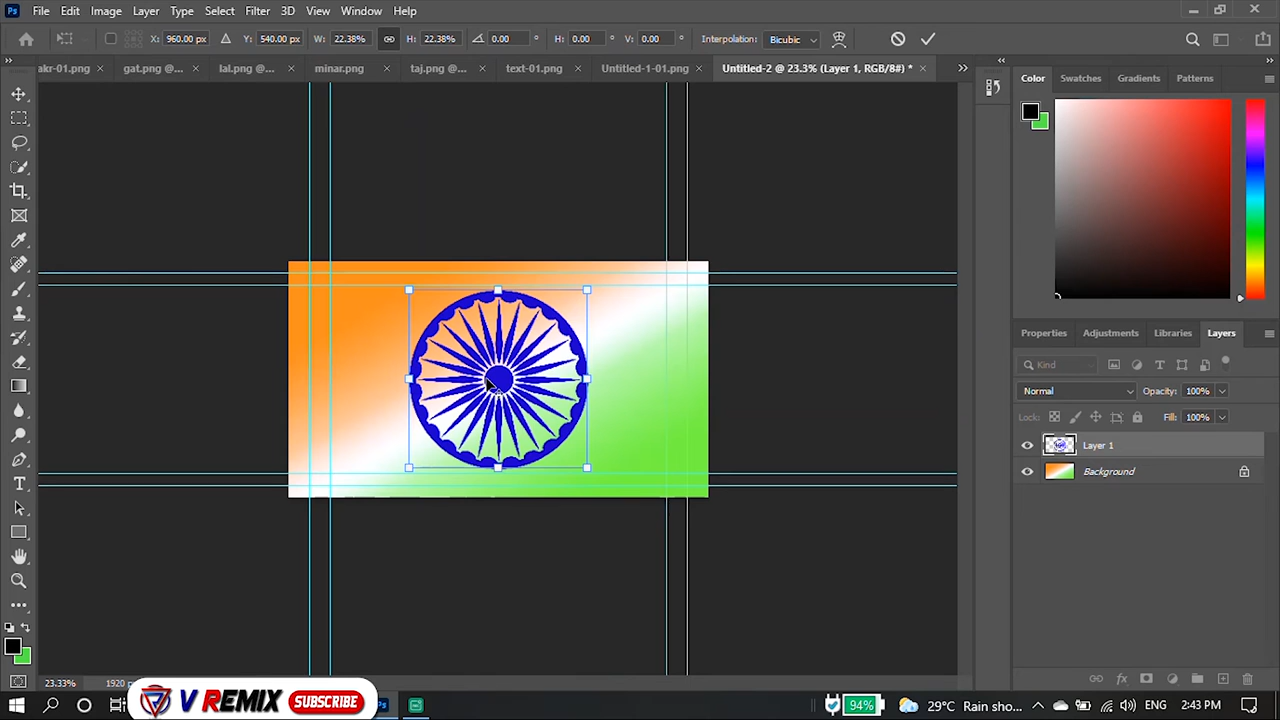 Ps File Edit Image Layer Type Select Filter 3D View Window Help
X: 960.00 px Y: 540.00 px W: 22.38% H: 22.38% 0.00 ° H: 0.00 ° V: 0.00 ° Interpolation: Bicubic
akr-01.png × gat.png @... × lal.png @... × minar.png × taj.png @... × text-01.png × Untitled-1-01.png × Untitled-2 @ 23.3% (Layer 1, RGB/8#) * ×
Color Swatches Gradients Patterns
Properties Adjustments Libraries Layers
Kind
Normal Opacity: 100%
Lock: Fill: 100%
Layer 1
Background
23.33% 1920
V REMIX SUBSCRIBE
Ps 94% 29°C Rain sho... ENG 2:43 PM